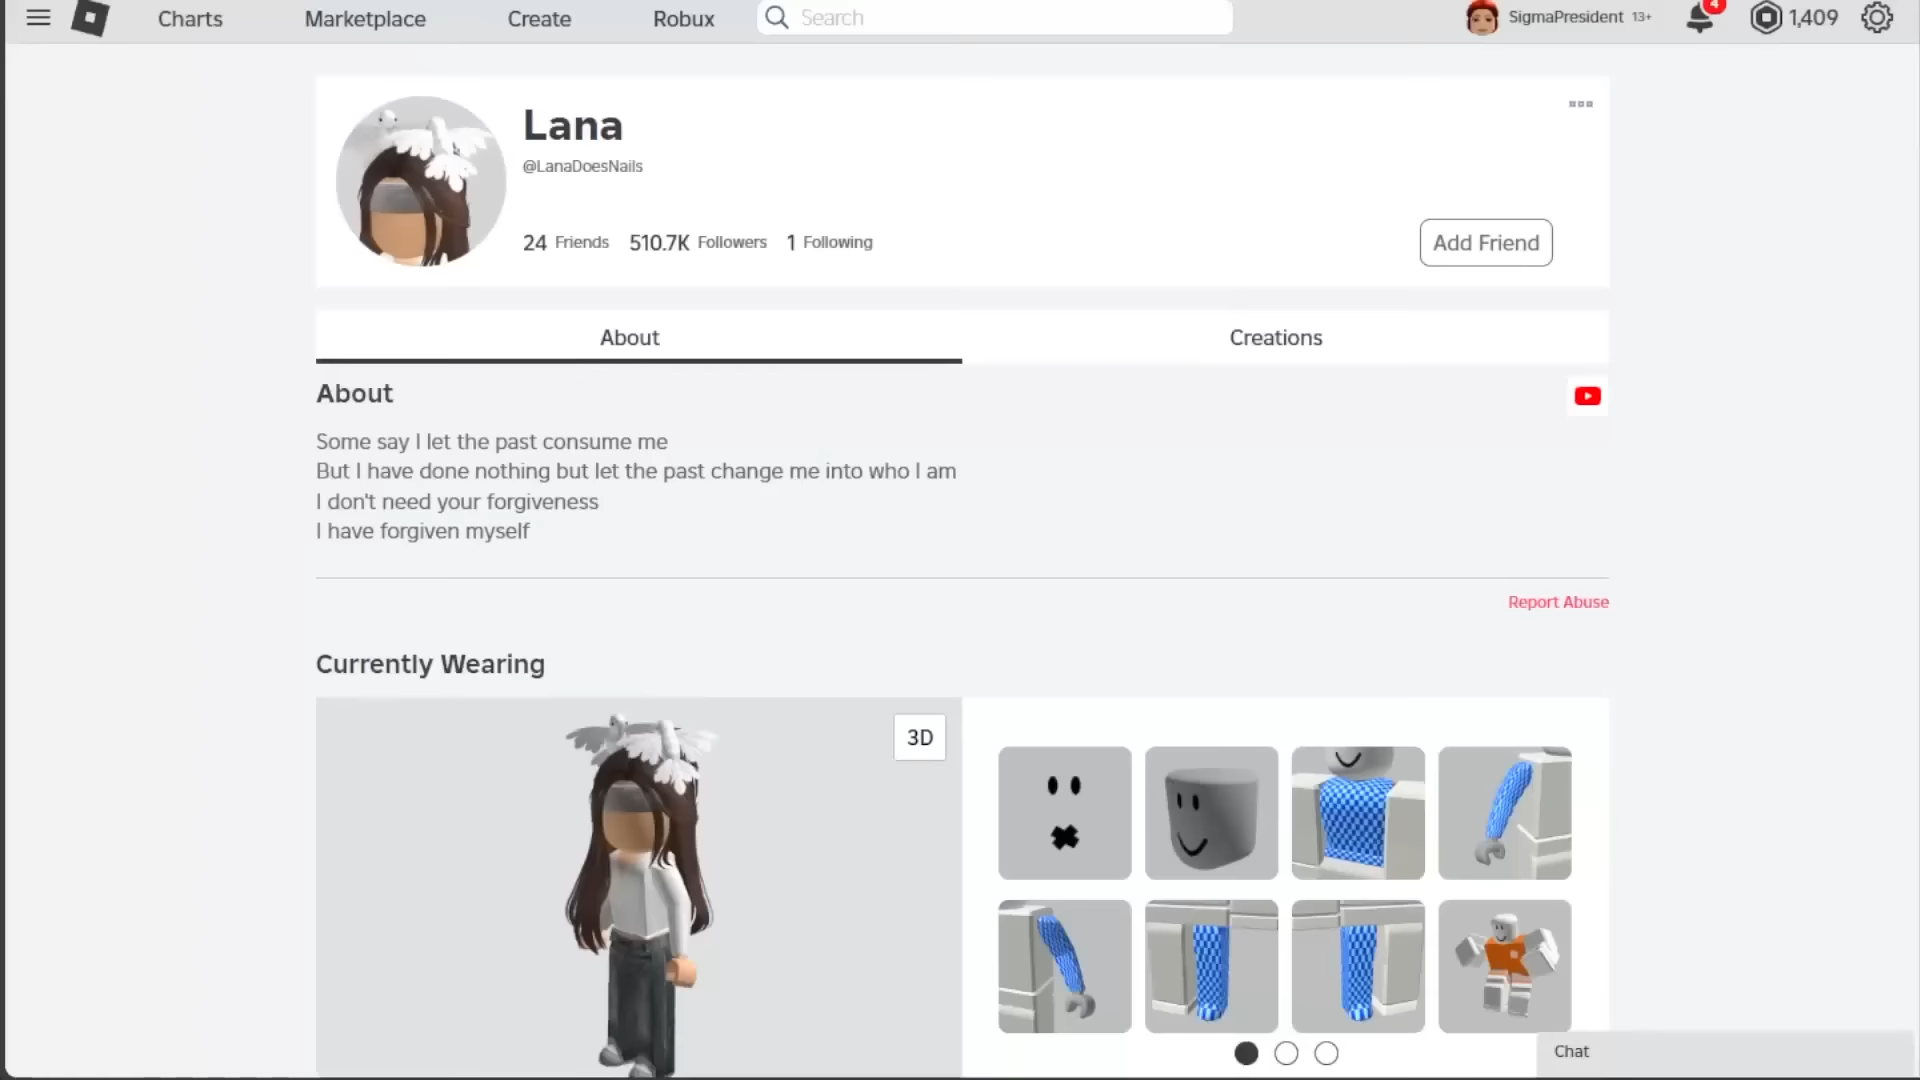 Charts
Marketplace
Create
Robux
Search
SigmaPresident 13+
4
1,409
Lana
@LanaDoesNails
24 Friends 510.7K Followers 1 Following
Add Friend
About
Creations
About
Some say I let the past consume me
But I have done nothing but let the past change me into who I am
I don't need your forgiveness
I have forgiven myself
Report Abuse
Currently Wearing
3D
Chat